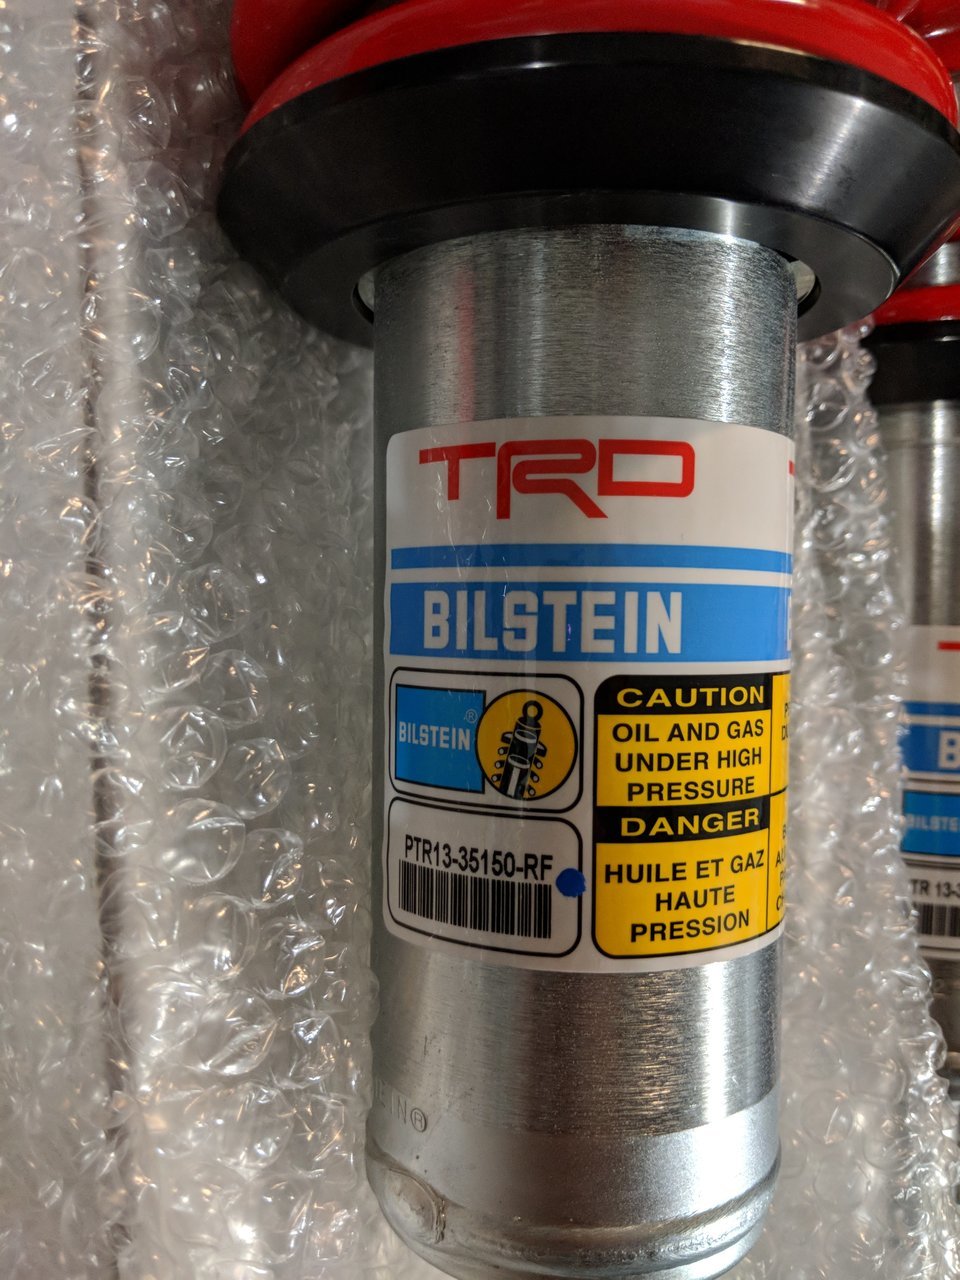 TRD
BILSTEIN
BILSTEIN®
PTR13-35150-RF
CAUTION
OIL AND GAS
UNDER HIGH
PRESSURE
DANGER
HUILE ET GAZ
HAUTE
PRESSION